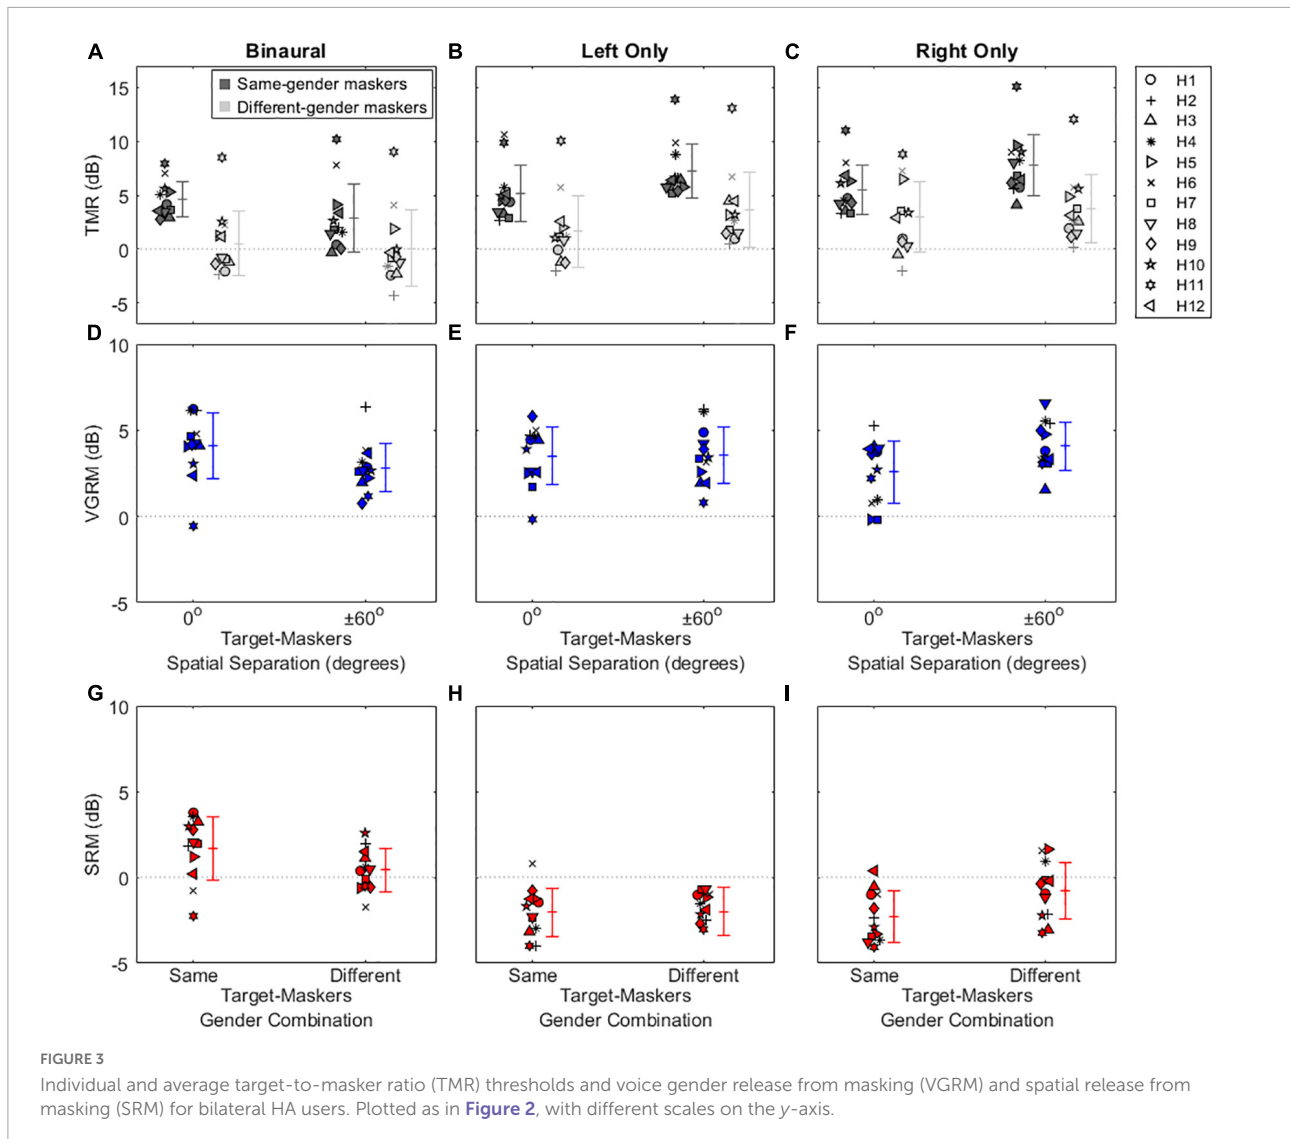 A Binaural
B Left Only
C Right Only
TMR (dB)
15
10
5
0
-5
Same-gender maskers
Different-gender maskers
H1
H2
H3
H4
H5
H6
H7
H8
H9
H10
H11
H12
D
E
F
VGRM (dB)
10
5
0
-5
0° ±60°
Target-Maskers
Spatial Separation (degrees)
0° ±60°
Target-Maskers
Spatial Separation (degrees)
0° ±60°
Target-Maskers
Spatial Separation (degrees)
G
H
I
SRM (dB)
10
5
0
-5
Same Different
Target-Maskers
Gender Combination
Same Different
Target-Maskers
Gender Combination
Same Different
Target-Maskers
Gender Combination
FIGURE 3
Individual and average target-to-masker ratio (TMR) thresholds and voice gender release from masking (VGRM) and spatial release from
masking (SRM) for bilateral HA users. Plotted as in Figure 2, with different scales on the y-axis.